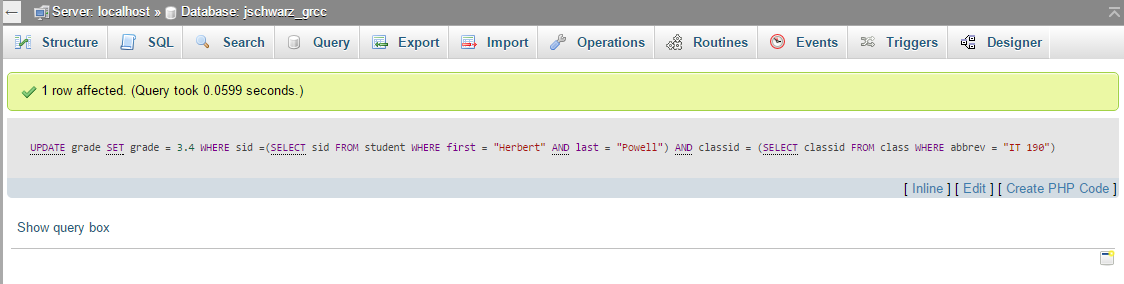 Server: localhost » Database: jschwarz_grcc
Structure SQL Search Query Export Import Operations Routines Events Triggers Designer
1 row affected. (Query took 0.0599 seconds.)
UPDATE grade SET grade = 3.4 WHERE sid =(SELECT sid FROM student WHERE first = "Herbert" AND last = "Powell") AND classid = (SELECT classid FROM class WHERE abbrev = "IT 190")
[ Inline ] [ Edit ] [ Create PHP Code ]
Show query box